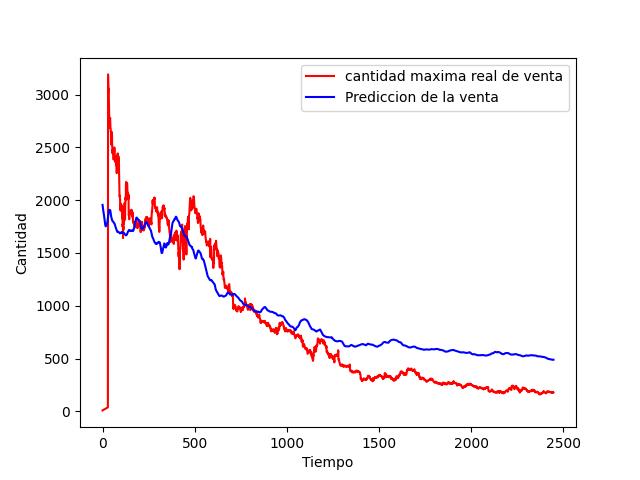 cantidad maxima real de venta
Prediccion de la venta
Cantidad
3000
2500
2000
1500
1000
500
0
0 500 1000 1500 2000 2500
Tiempo